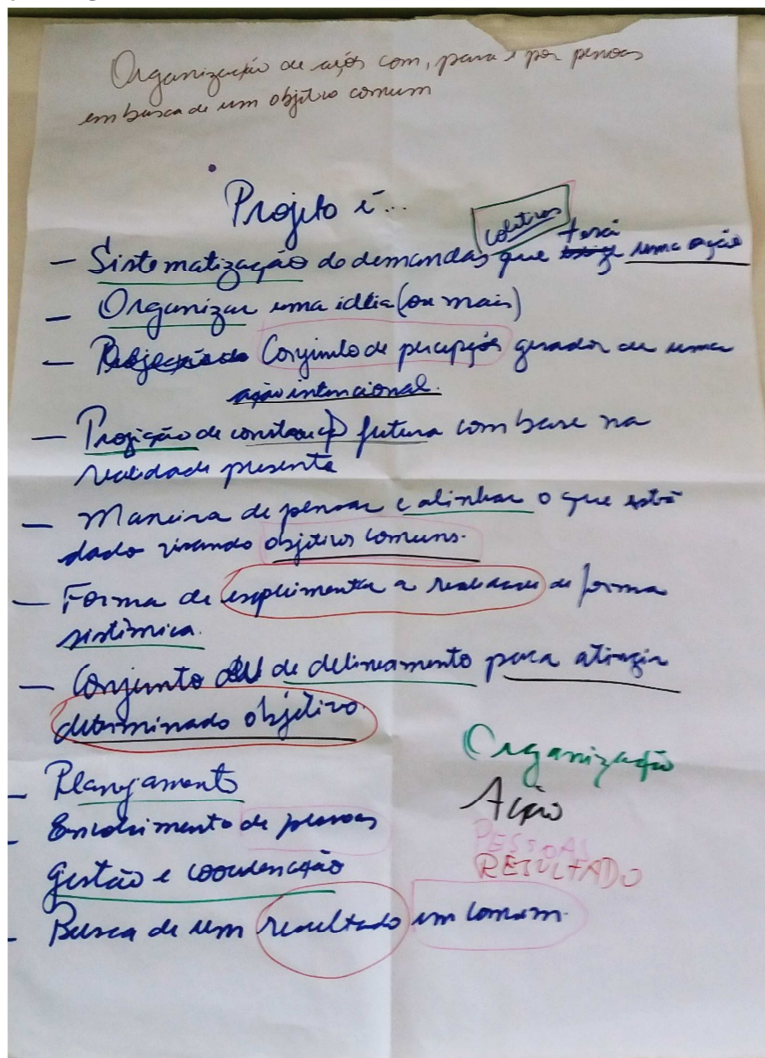 Organização de ações com, para e por pessoas
em busca de um objetivo comum
Projeto é...
coletivas
— Sistematização de demandas que terá uma ação
— Organizar uma idéia (ou mais)
— Conjunto de percepções gerador de uma
ação intencional.
— Projeção de construção futura com base na
realidade presente
— Maneira de pensar e alinhar o que está
dado visando objetivos comuns.
— Forma de experimentar a realidade de forma
sistêmica.
— Conjunto de delineamento para atingir
determinado objetivo.
— Planejamento
- Envolvimento de pessoas
gestão e coordenação
- Busca de um resultado em comum.
Organização
Ação
PESSOAS
RESULTADO